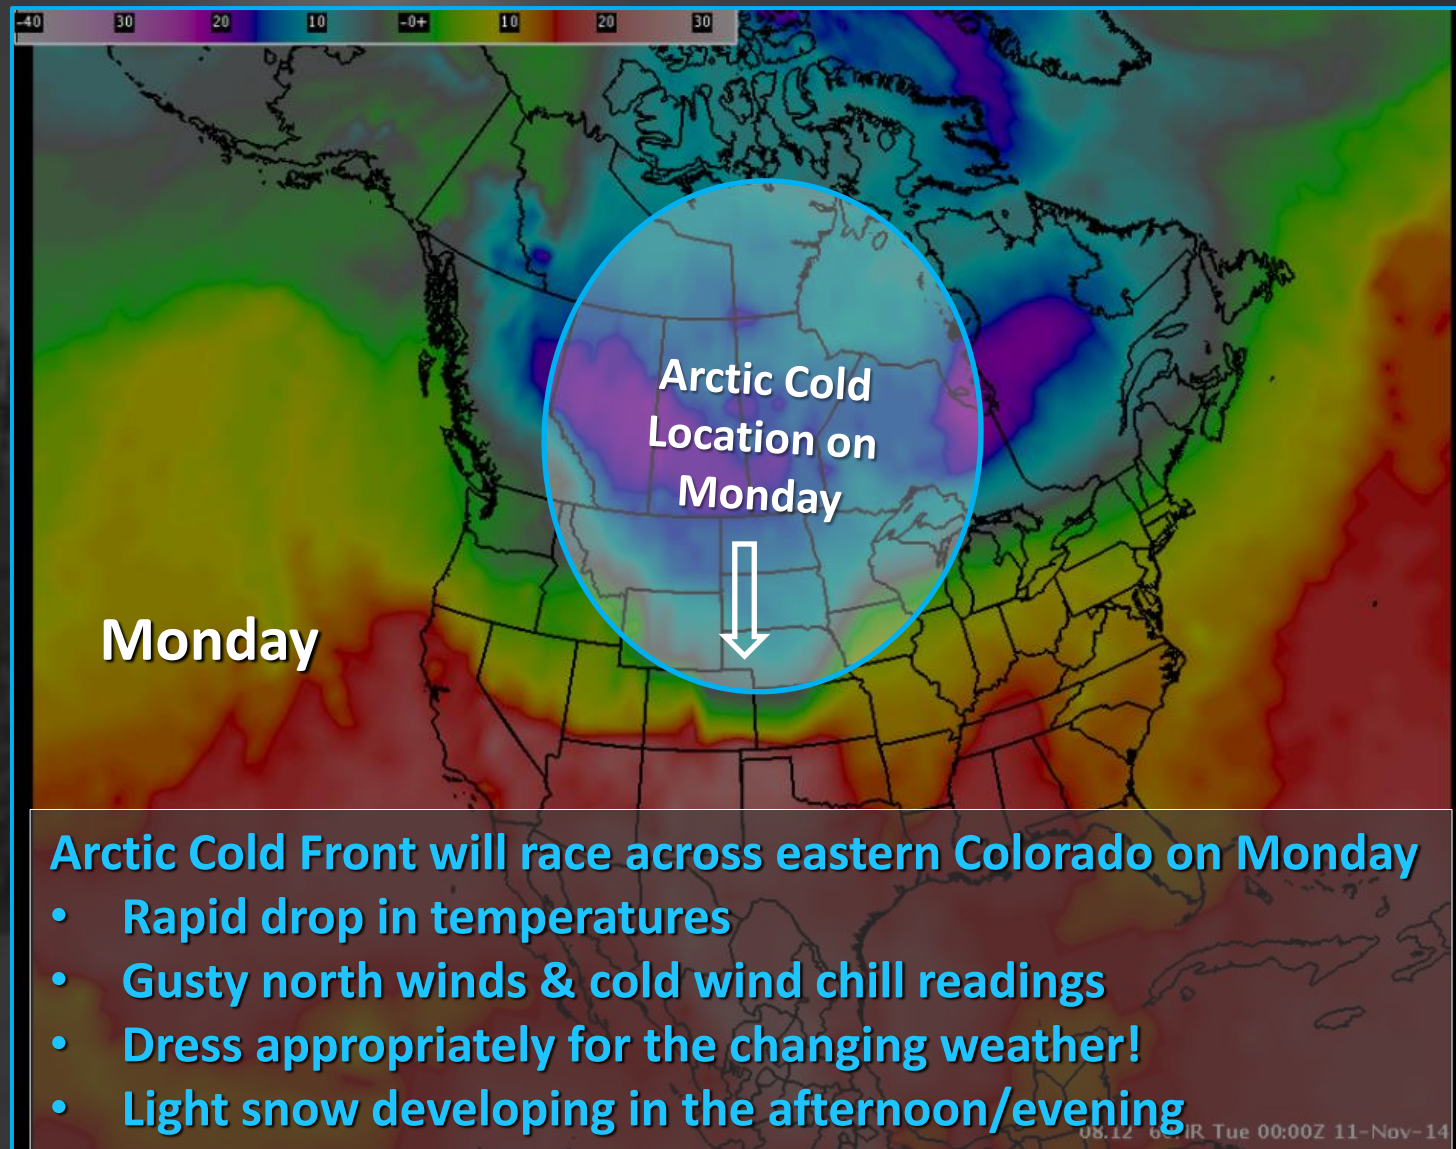 -40 30 20 10 -0+ 10 20 30
Arctic Cold
Location on
Monday
Monday
Arctic Cold Front will race across eastern Colorado on Monday
• Rapid drop in temperatures
• Gusty north winds & cold wind chill readings
• Dress appropriately for the changing weather!
• Light snow developing in the afternoon/evening
08.12 Tue 00:00Z 11-Nov-14